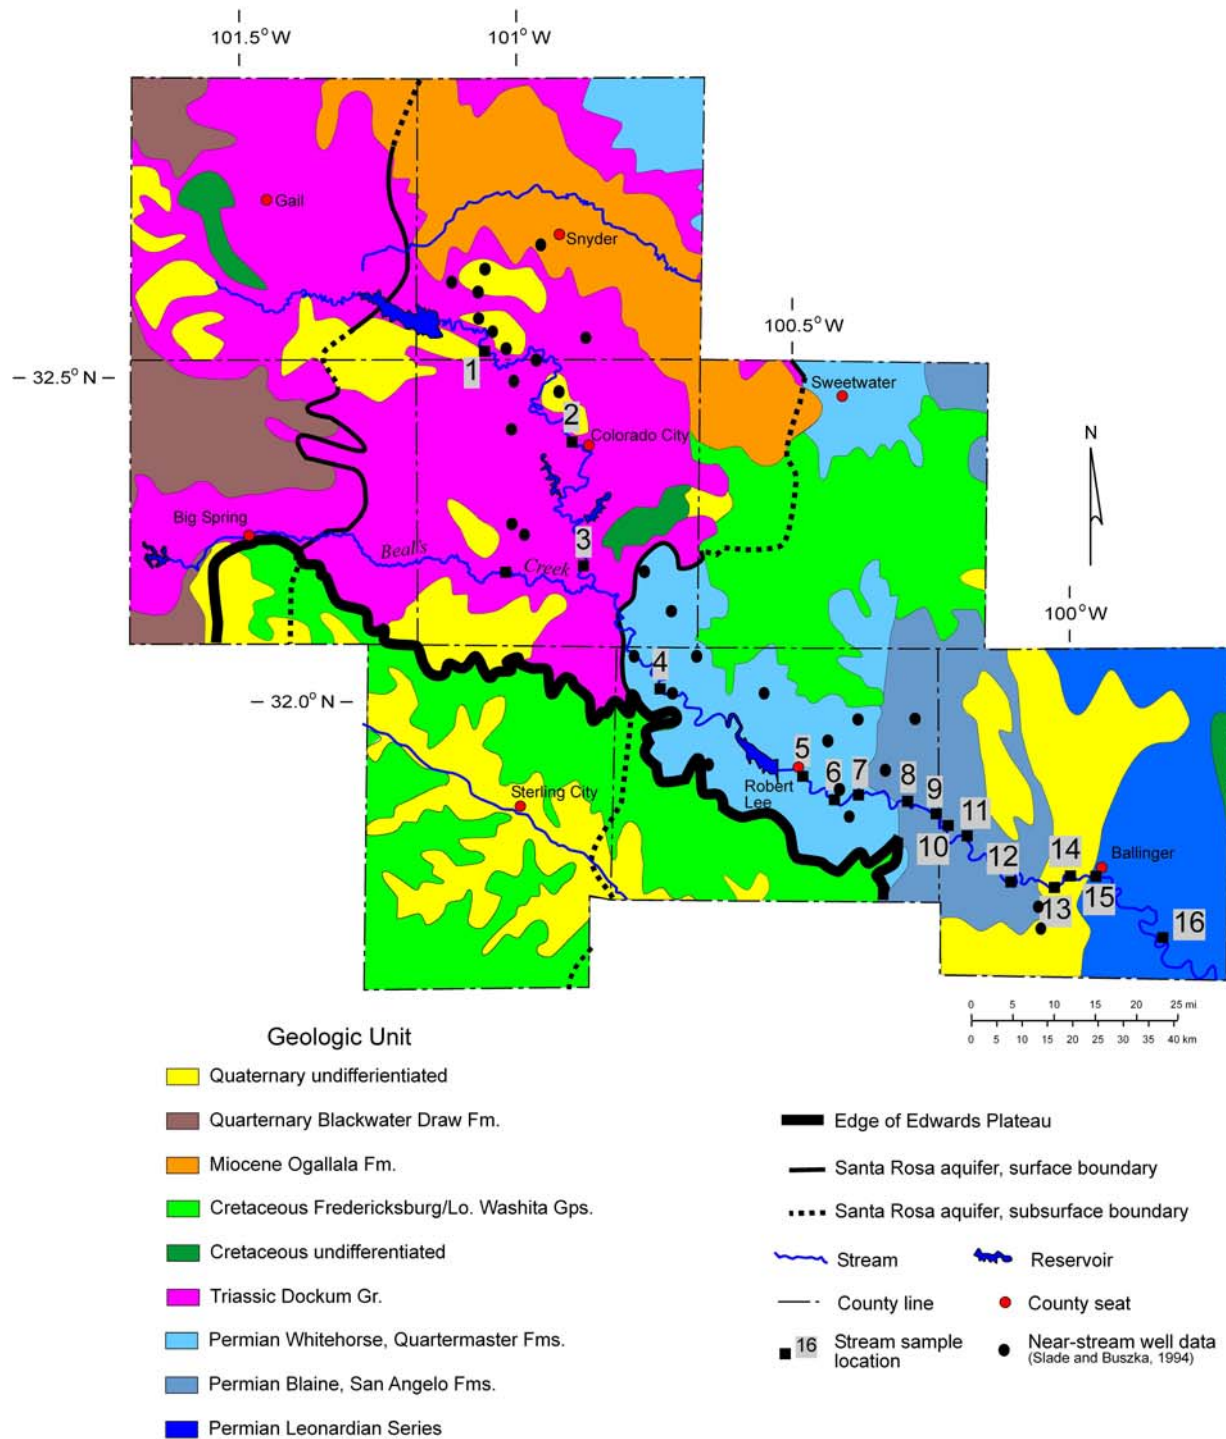 101.5° W
101° W
Gail
Snyder
100.5° W
1
32.5° N
Sweetwater
2
Colorado City
N
Big Spring
3
Beal's
Creek
100° W
4
32.0° N
5
6
7
8
9
11
Robert
Lee
Sterling City
10
12
14
Ballinger
13
15
16
0 5 10 15 20 25 mi
0 5 10 15 20 25 30 35 40 km
Geologic Unit
Quaternary undifferientiated
Quarternary Blackwater Draw Fm.
Miocene Ogallala Fm.
Cretaceous Fredericksburg/Lo. Washita Gps.
Cretaceous undifferentiated
Triassic Dockum Gr.
Permian Whitehorse, Quartermaster Fms.
Permian Blaine, San Angelo Fms.
Permian Leonardian Series
Edge of Edwards Plateau
Santa Rosa aquifer, surface boundary
Santa Rosa aquifer, subsurface boundary
Stream
Reservoir
County line
County seat
16
Stream sample
location
Near-stream well data
(Slade and Buszka, 1994)